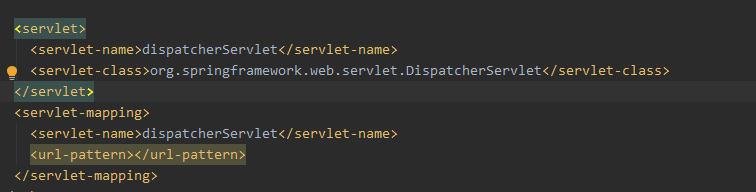 <servlet>
<servlet-name>dispatcherServlet</servlet-name>
<servlet-class>org.springframework.web.servlet.DispatcherServlet</servlet-class>
</servlet>
<servlet-mapping>
<servlet-name>dispatcherServlet</servlet-name>
<url-pattern></url-pattern>
</servlet-mapping>